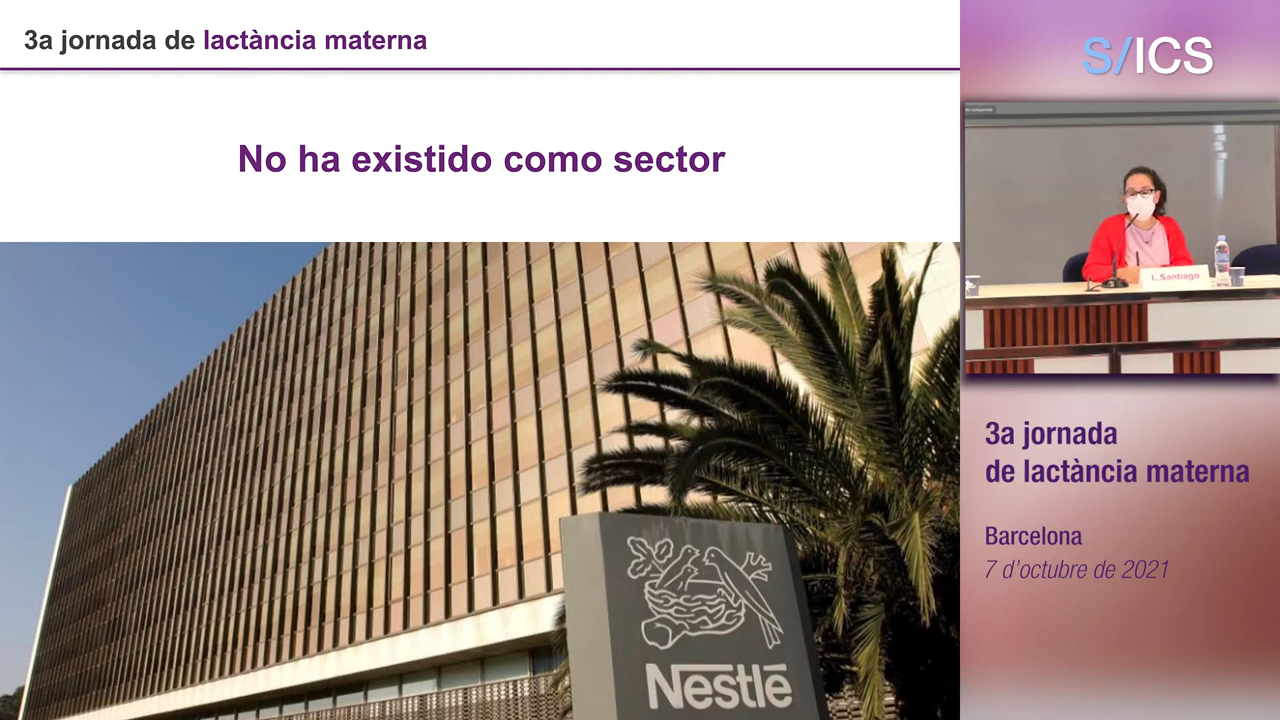 3a jornada de lactància materna
No ha existido como sector
Nestlé
S/ICS
L.Santiago
3a jornada
de lactància materna
Barcelona
7 d'octubre de 2021